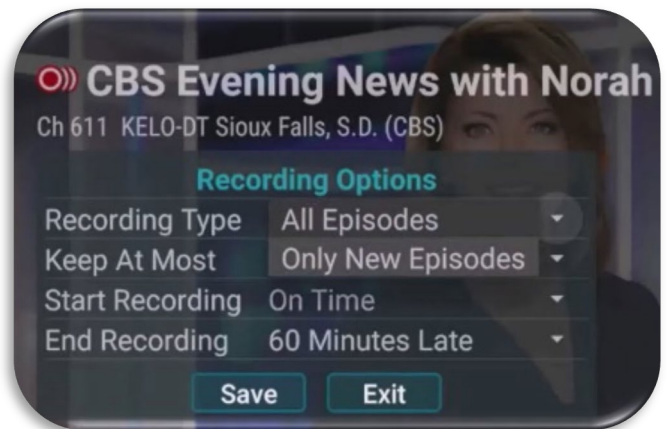 CBS Evening News with Norah
Ch 611 KELO-DT Sioux Falls, S.D. (CBS)
Recording Options
Recording Type All Episodes
Keep At Most Only New Episodes
Start Recording On Time
End Recording 60 Minutes Late
Save Exit